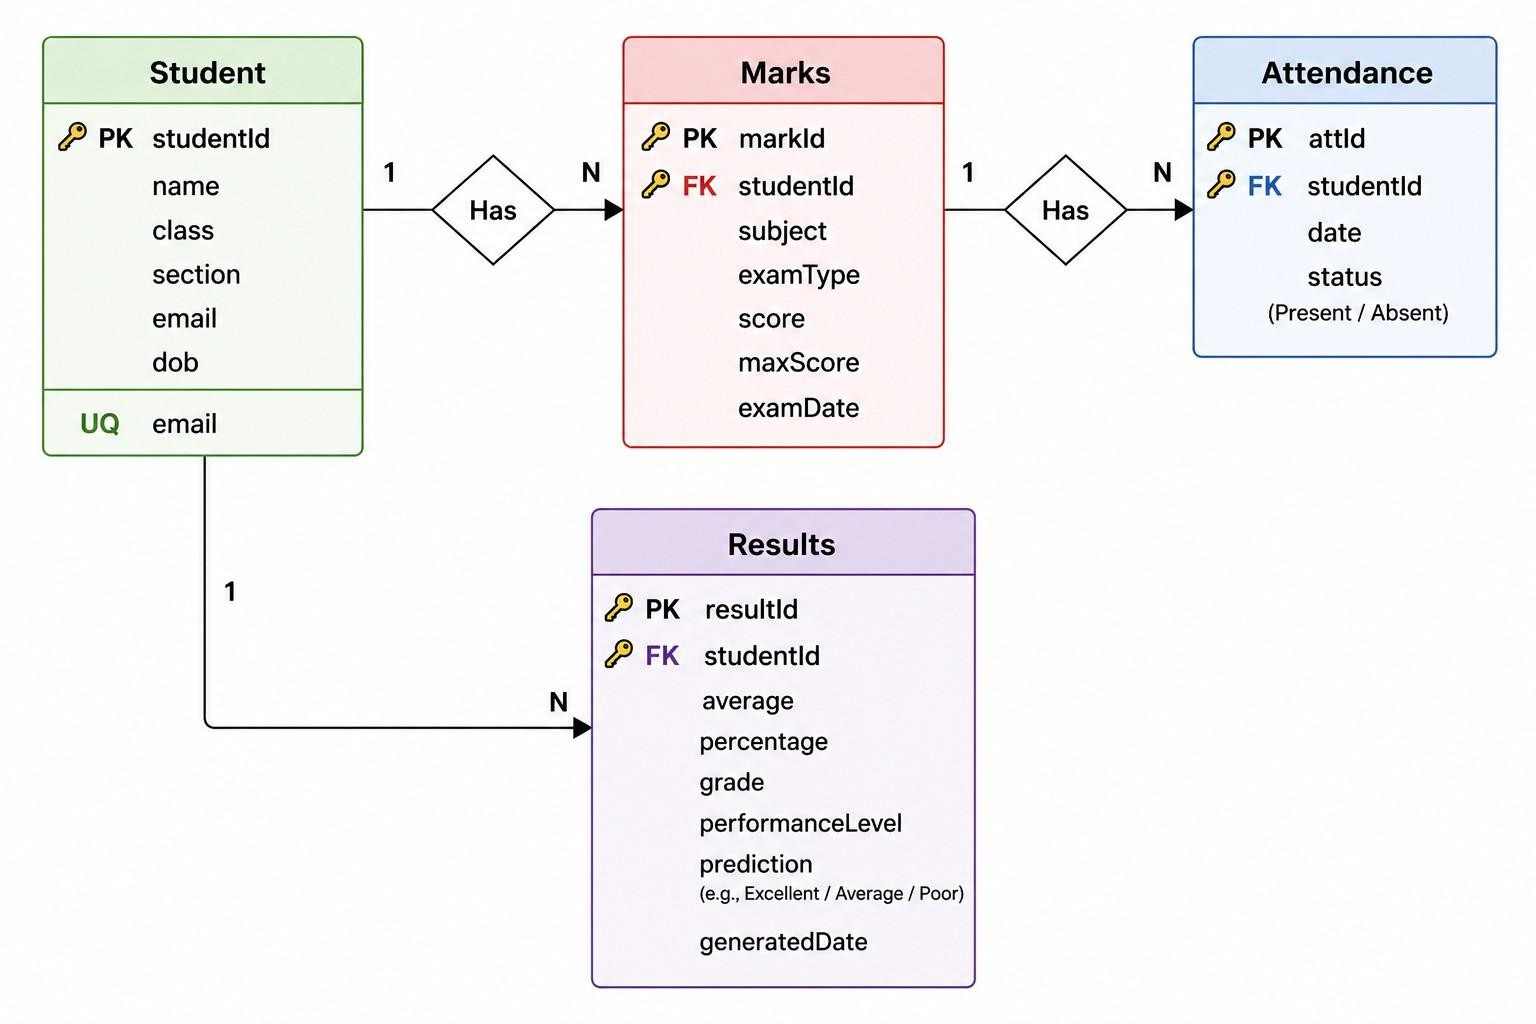 Student
PK studentId
name
class
section
email
dob
UQ email
1
Has
N
Marks
PK markId
FK studentId
subject
examType
score
maxScore
examDate
1
Has
N
Attendance
PK attId
FK studentId
date
status
(Present / Absent)
1
N
Results
PK resultId
FK studentId
average
percentage
grade
performanceLevel
prediction
(e.g., Excellent / Average / Poor)
generatedDate